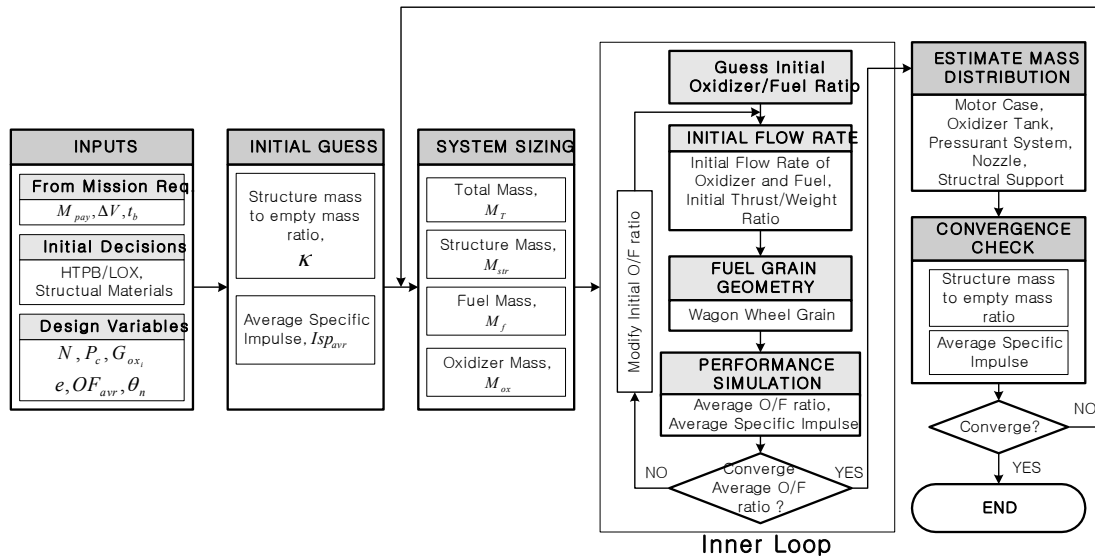 INPUTS
From Mission Req.
M_pay, ΔV, t_b
Initial Decisions
HTPB/LOX,
Structual Materials
Design Variables
N, P_c, G_ox_i
e, OF_avr, θ_n
INITIAL GUESS
Structure mass
to empty mass
ratio,
κ
Average Specific
Impulse, Isp_avr
SYSTEM SIZING
Total Mass,
M_T
Structure Mass,
M_str
Fuel Mass,
M_f
Oxidizer Mass,
M_ox
Guess Initial
Oxidizer/Fuel Ratio
INITIAL FLOW RATE
Initial Flow Rate of
Oxidizer and Fuel,
Initial Thrust/Weight
Ratio
FUEL GRAIN
GEOMETRY
Wagon Wheel Grain
PERFORMANCE
SIMULATION
Average O/F ratio,
Average Specific Impulse
Converge
Average O/F
ratio ?
NO
YES
Modify Initial O/F ratio
Inner Loop
ESTIMATE MASS
DISTRIBUTION
Motor Case,
Oxidizer Tank,
Pressurant System,
Nozzle,
Structral Support
CONVERGENCE
CHECK
Structure mass
to empty mass
ratio
Average Specific
Impulse
Converge?
NO
YES
END